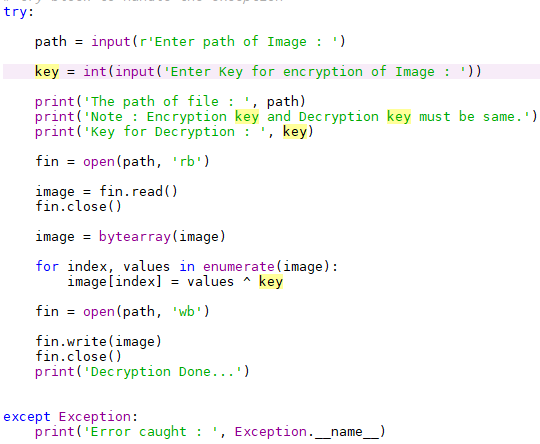 try:
path = input(r'Enter path of Image : ')
key = int(input('Enter Key for encryption of Image : '))
print('The path of file : ', path)
print('Note : Encryption key and Decryption key must be same.')
print('Key for Decryption : ', key)
fin = open(path, 'rb')
image = fin.read()
fin.close()
image = bytearray(image)
for index, values in enumerate(image):
image[index] = values ^ key
fin = open(path, 'wb')
fin.write(image)
fin.close()
print('Decryption Done...')
except Exception:
print('Error caught : ', Exception.__name__)